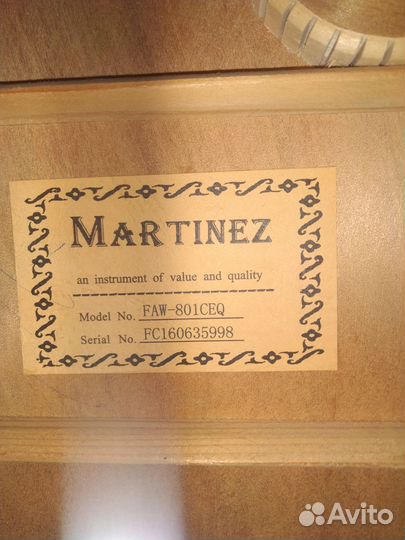 MARTINEZ
an instrument of value and quality
Model No. FAW-801CEQ
Serial No. FC160635998
Avito